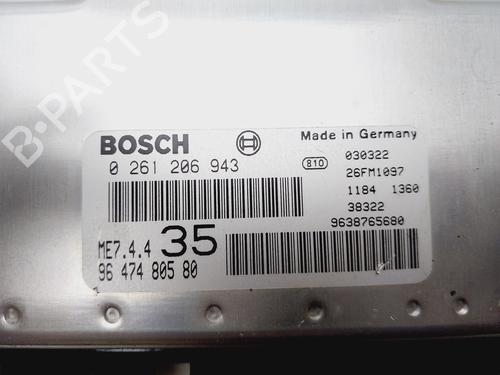 BOSCH
Made in Germany
0 261 206 943
810
030322
26FM1097
1184 1360
38322
9638765680
ME7.4.4 35
96 474 805 80
B-PARTS